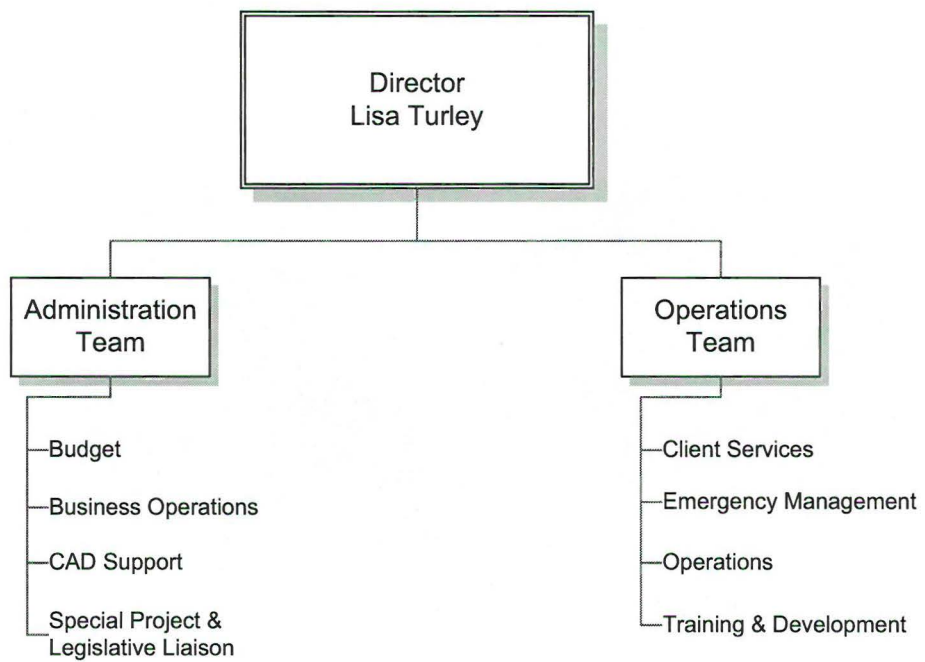 Director
Lisa Turley
Administration
Team
Budget
Business Operations
CAD Support
Special Project &
Legislative Liaison
Operations
Team
Client Services
Emergency Management
Operations
Training & Development